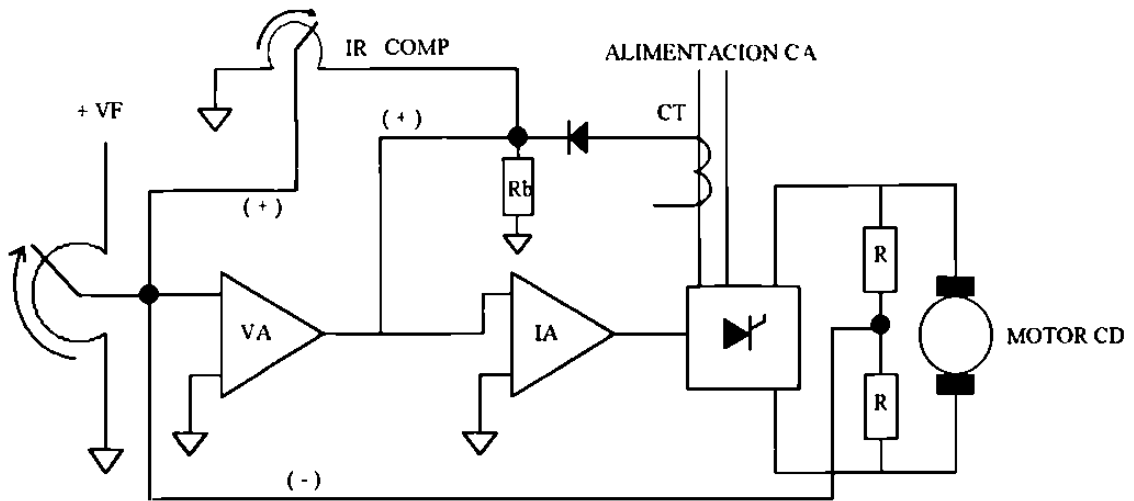 IR COMP
ALIMENTACION CA
+ VF
( + )
CT
Rb
( + )
R
VA
IA
MOTOR CD
R
( - )